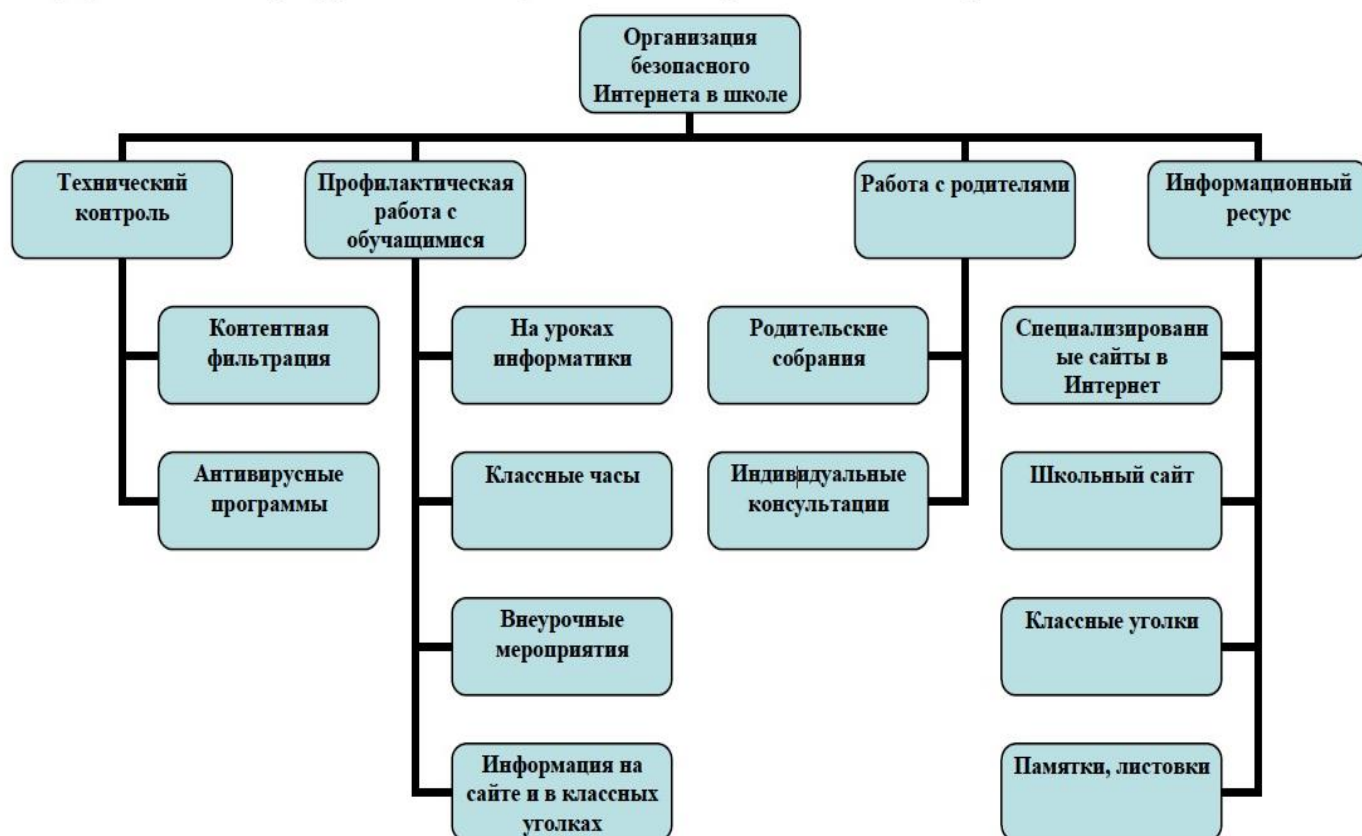 Организация
безопасного
Интернета в школе
Технический
контроль
Профилактическая
работа с
обучащимися
Работа с родителями
Информационный
ресурс
Контентная
фильтрация
На уроках
информатики
Родительские
собрания
Специализированн
ые сайты в
Интернет
Антивирусные
программы
Классные часы
Индивидуальные
консультации
Школьный сайт
Внеурочные
мероприятия
Классные уголки
Информация на
сайте и в классных
уголках
Памятки, листовки